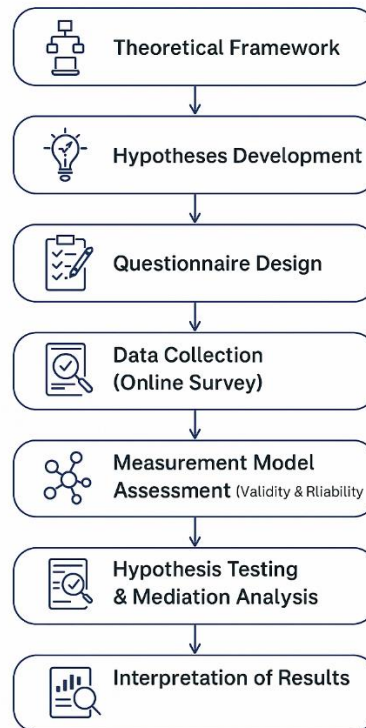 Theoretical Framework
Hypotheses Development
Questionnaire Design
Data Collection
(Online Survey)
Measurement Model
Assessment (Validity & Rliability
Hypothesis Testing
& Mediation Analysis
Interpretation of Results